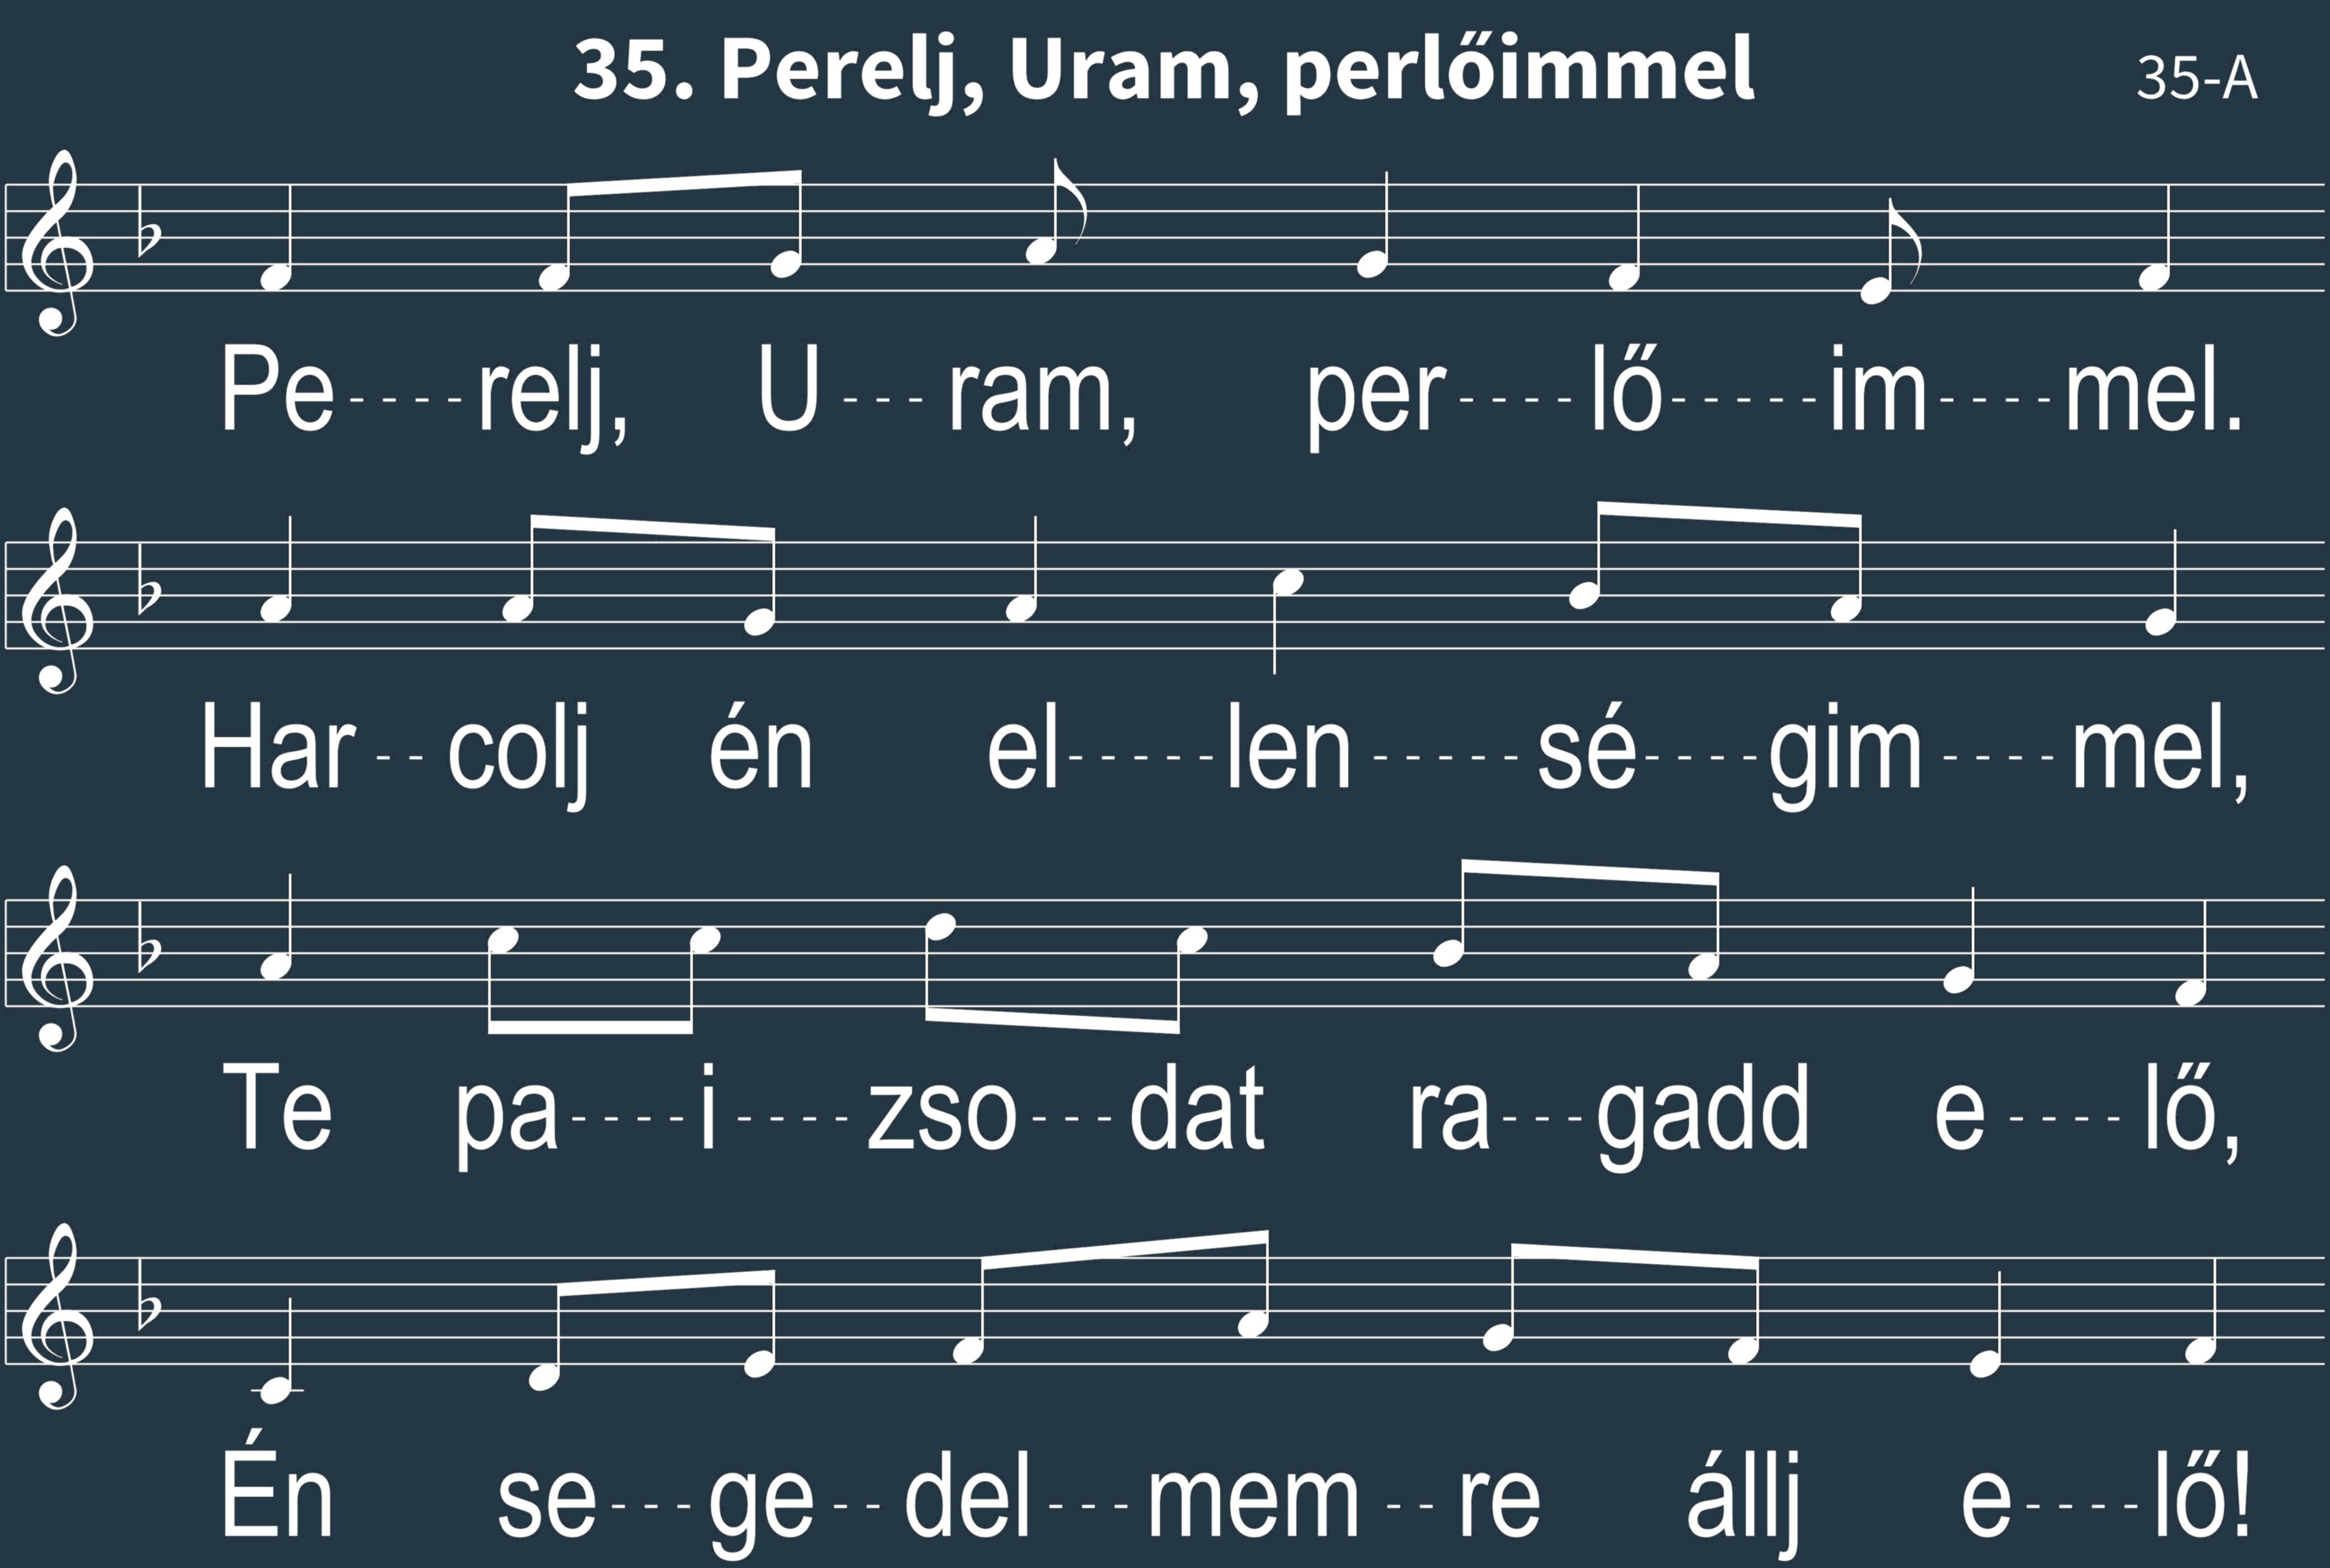 35. Perelj, Uram, perlőimmel 35-A
Pe----relj, U---ram, per----lő-----im----mel.
Har--colj én el-----len-----sé----gim----mel,
Te pa----i----zso---dat ra---gadd e----lő,
Én se---ge--del---mem--re állj e----lő!